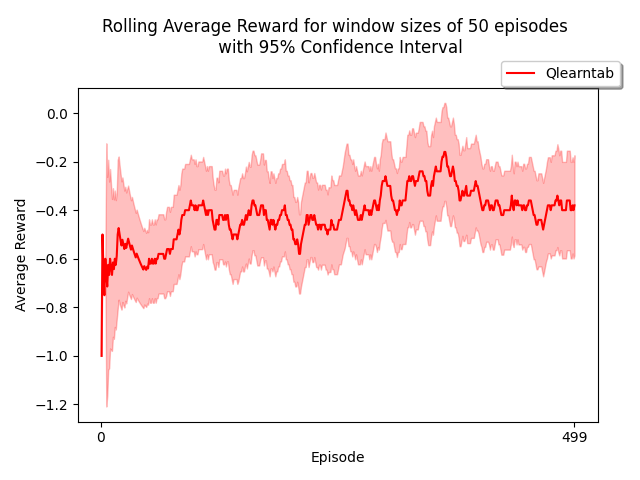 Rolling Average Reward for window sizes of 50 episodes
with 95% Confidence Interval
Qlearntab
0.0
−0.2
−0.4
−0.6
−0.8
−1.0
−1.2
Average Reward
0
499
Episode